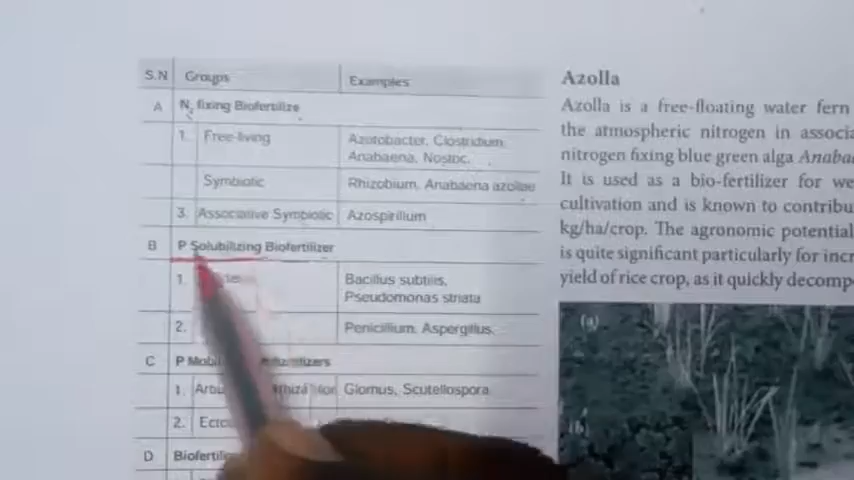 S.N Groups Examples
A N2 fixing Biofertilize
1. Free-living Azotobacter, Clostridium,
Anabaena, Nostoc,
Symbiotic Rhizobium, Anabaena azollae
3. Associative Symbiotic Azospirillum
B P Solubilizing Biofertilizer
1. Bacillus subtilis,
Pseudomonas striata
2. Penicillium, Aspergillus,
C P
1. Glomus, Scutellospora
2.
D
Azolla
Azolla is a free-floating water fern
the atmospheric nitrogen in associa
nitrogen fixing blue green alga Anabae
It is used as a bio-fertilizer for we
cultivation and is known to contribu
kg/ha/crop. The agronomic potential
is quite significant particularly for incr
yield of rice crop, as it quickly decomp
(a)
(b)